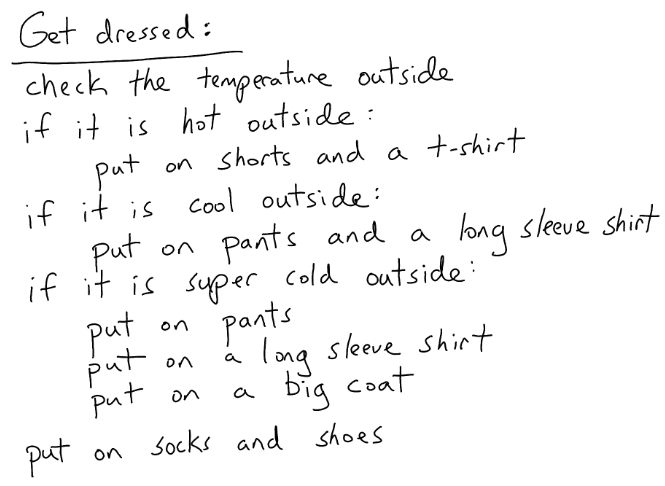 Get dressed:
check the temperature outside
if it is hot outside:
put on shorts and a t-shirt
if it is cool outside:
put on pants and a long sleeve shirt
if it is super cold outside:
put on pants
put on a long sleeve shirt
put on a big coat
put on socks and shoes